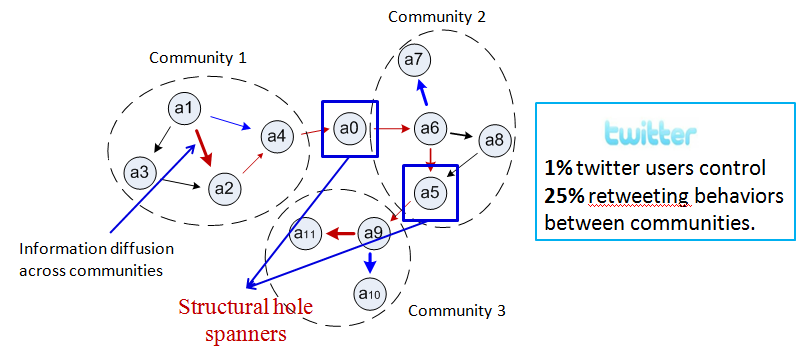 Community 1
Community 2
a7
a1
a4
a0
a6
a8
a3
a2
a5
a11
a9
a10
Information diffusion
across communities
Structural hole
spanners
Community 3
twitter
1% twitter users control
25% retweeting behaviors
between communities.